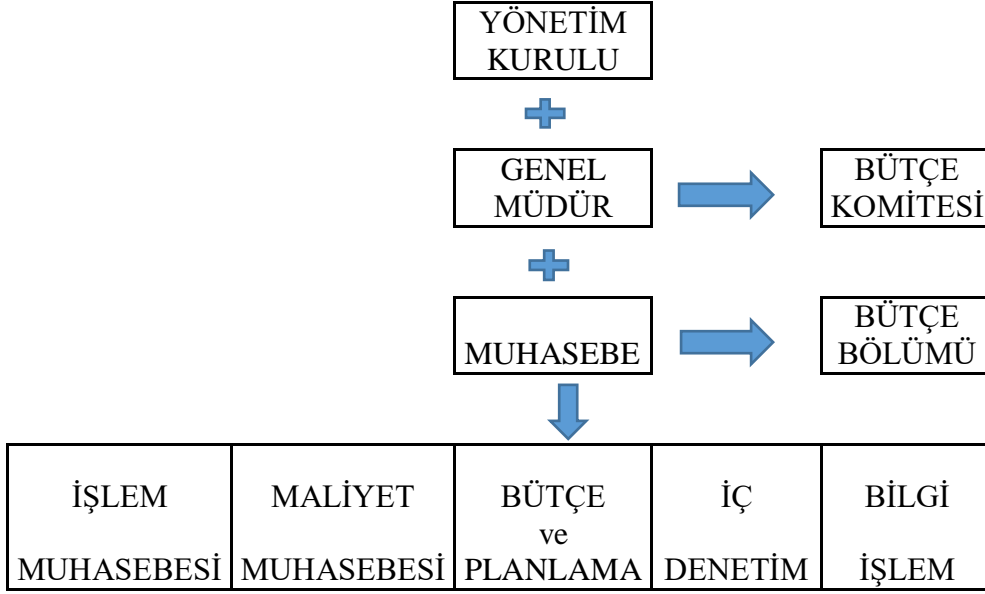 YÖNETİM
KURULU
GENEL
MÜDÜR
BÜTÇE
KOMİTESİ
MUHASEBE
BÜTÇE
BÖLÜMÜ
İŞLEM
MUHASEBESİ
MALİYET
MUHASEBESİ
BÜTÇE
ve
PLANLAMA
İÇ
DENETİM
BİLGİ
İŞLEM